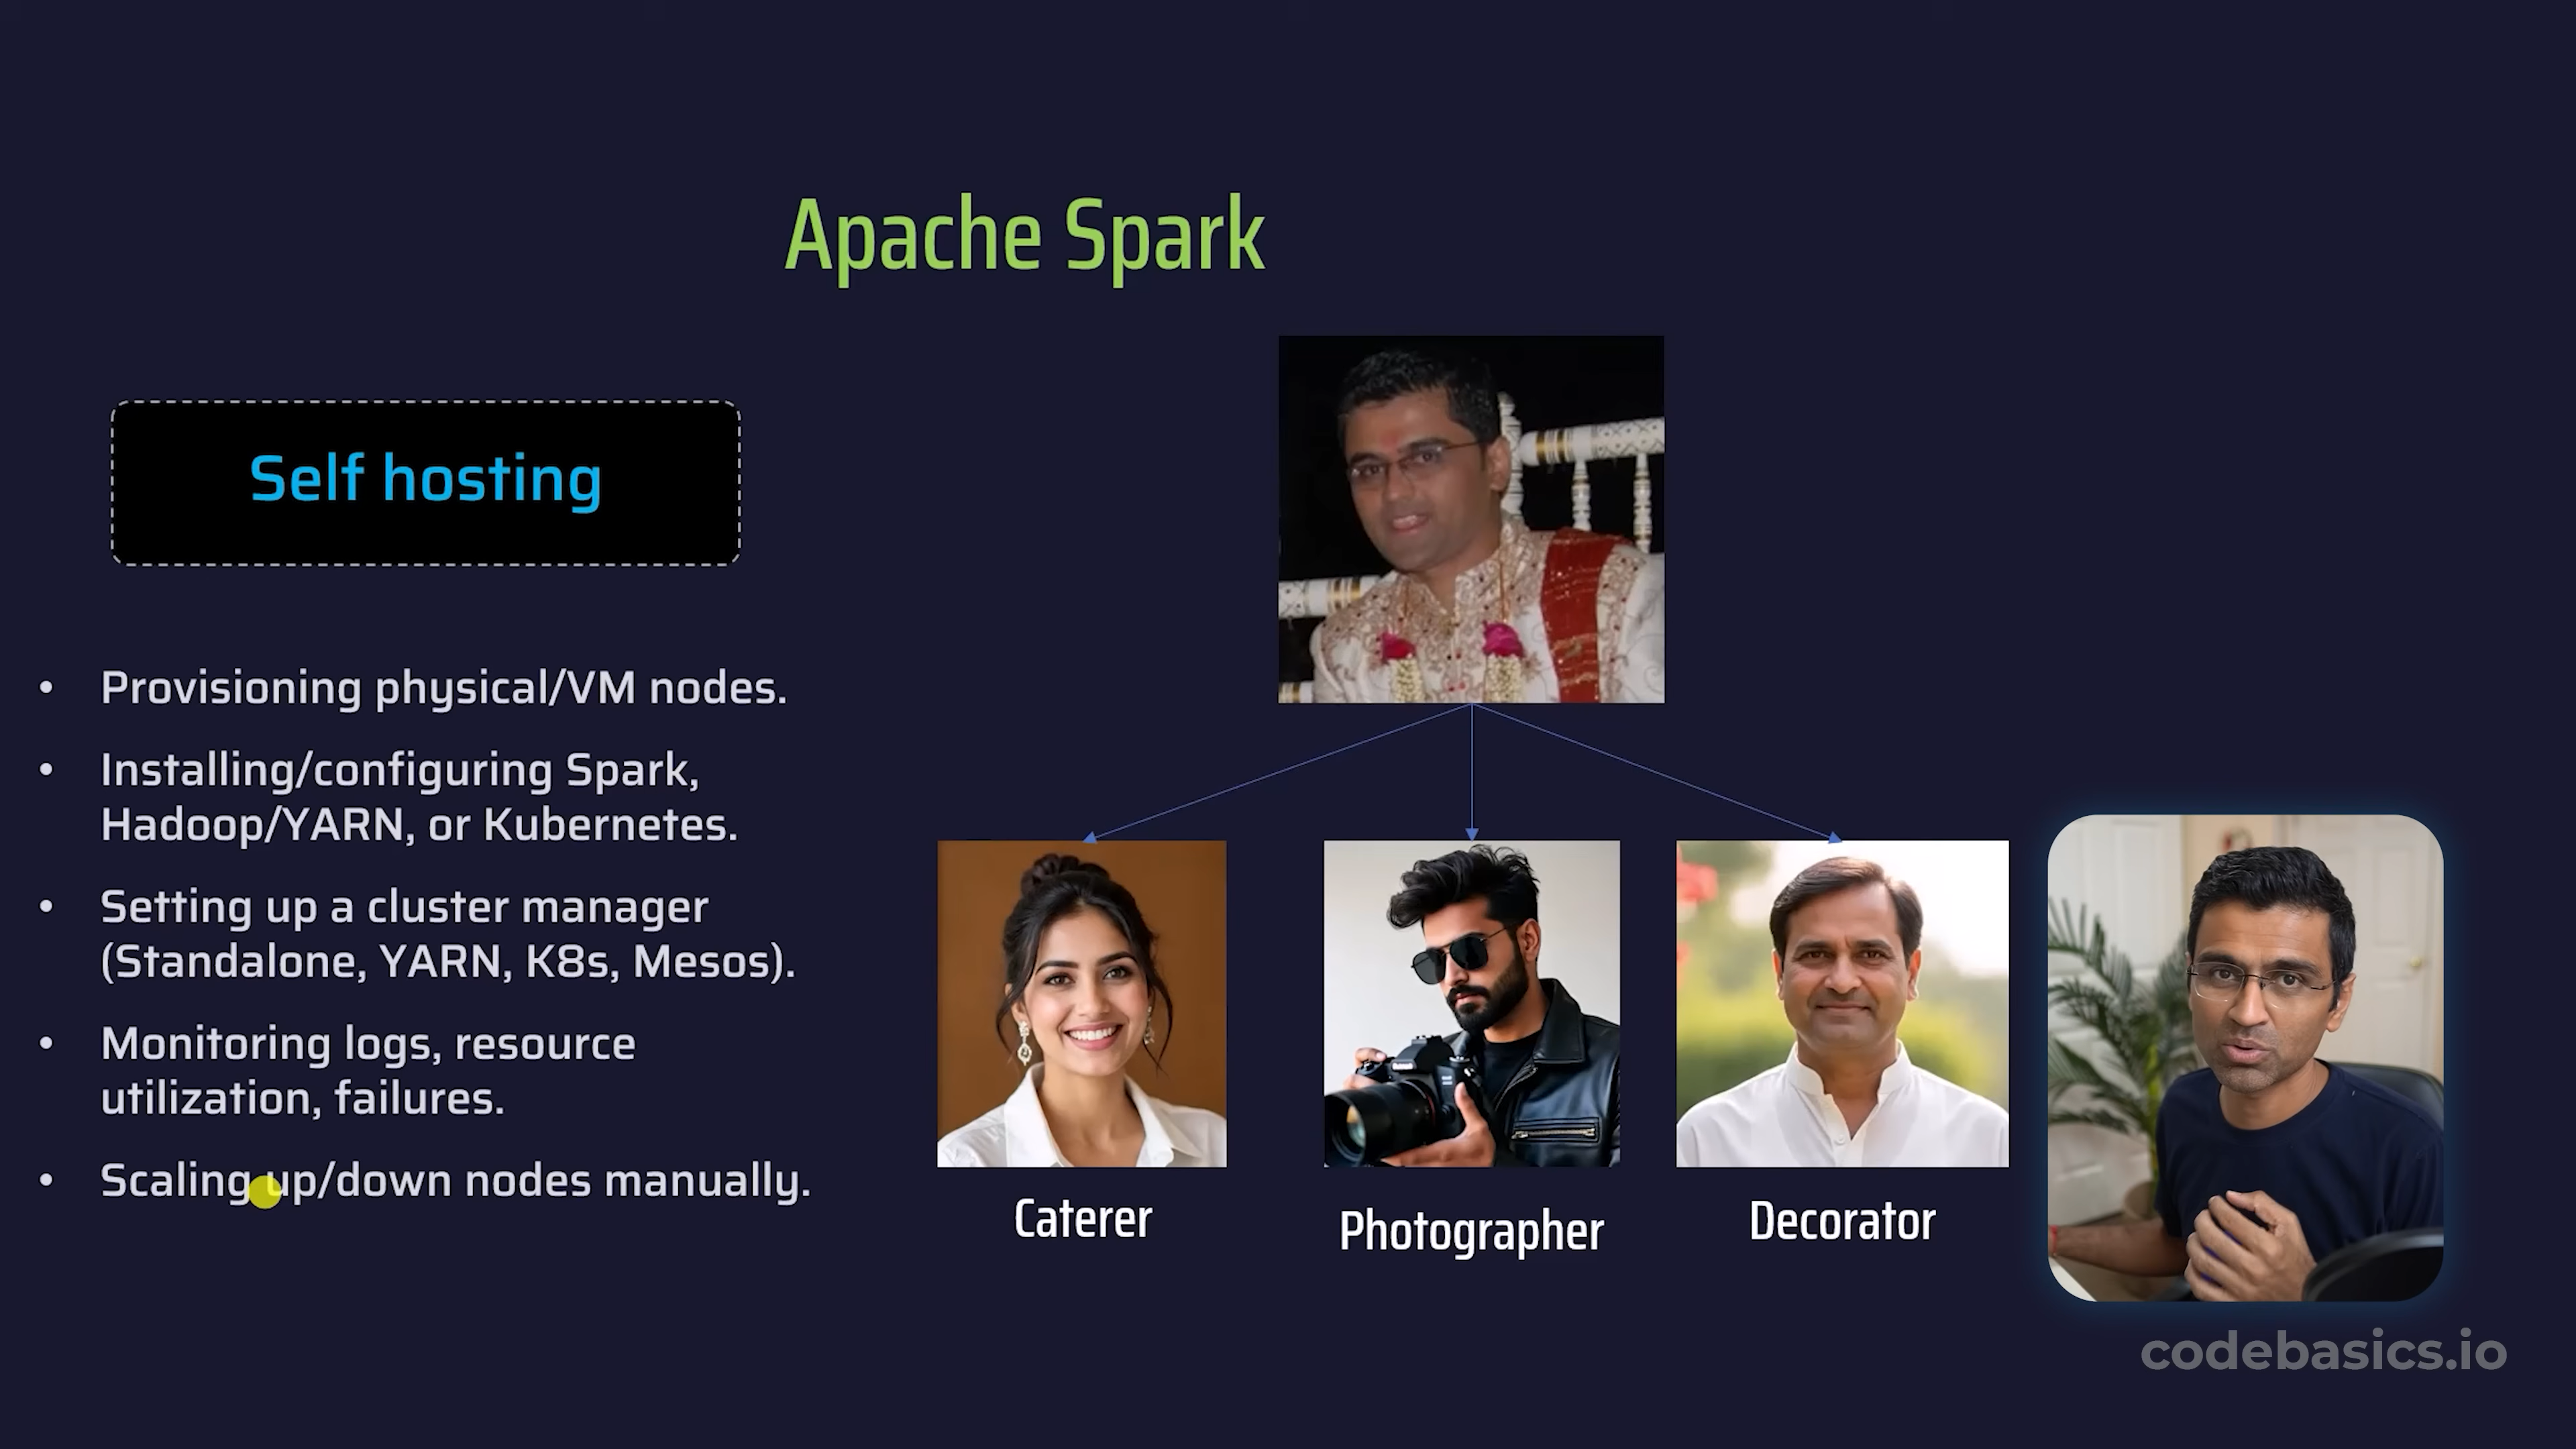 Apache Spark
Self hosting
• Provisioning physical/VM nodes.
• Installing/configuring Spark,
Hadoop/YARN, or Kubernetes.
• Setting up a cluster manager
(Standalone, YARN, K8s, Mesos).
• Monitoring logs, resource
utilization, failures.
• Scaling up/down nodes manually.
Caterer
Photographer
Decorator
codebasics.io